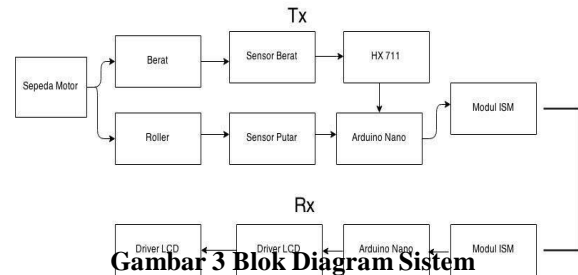 Tx
Berat
Sensor Berat
HX 711
Sepeda Motor
Modul ISM
Roller
Sensor Putar
Arduino Nano
Rx
Driver LCD
Driver LCD
Arduino Nano
Modul ISM
Gambar 3 Blok Diagram Sistem